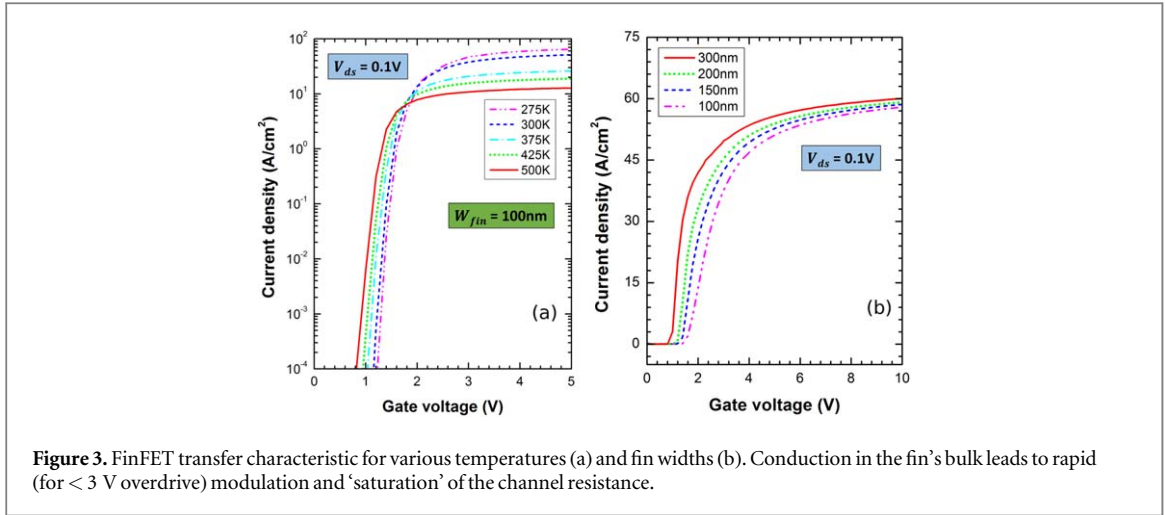 10²
10¹
10⁰
10⁻¹
10⁻²
10⁻³
10⁻⁴
Current density (A/cm²)
V_ds = 0.1V
275K
300K
375K
425K
500K
W_fin = 100nm
(a)
0 1 2 3 4 5
Gate voltage (V)
75
60
45
30
15
0
Current density (A/cm²)
300nm
200nm
150nm
100nm
V_ds = 0.1V
(b)
0 2 4 6 8 10
Gate voltage (V)
Figure 3. FinFET transfer characteristic for various temperatures (a) and fin widths (b). Conduction in the fin's bulk leads to rapid
(for < 3 V overdrive) modulation and 'saturation' of the channel resistance.